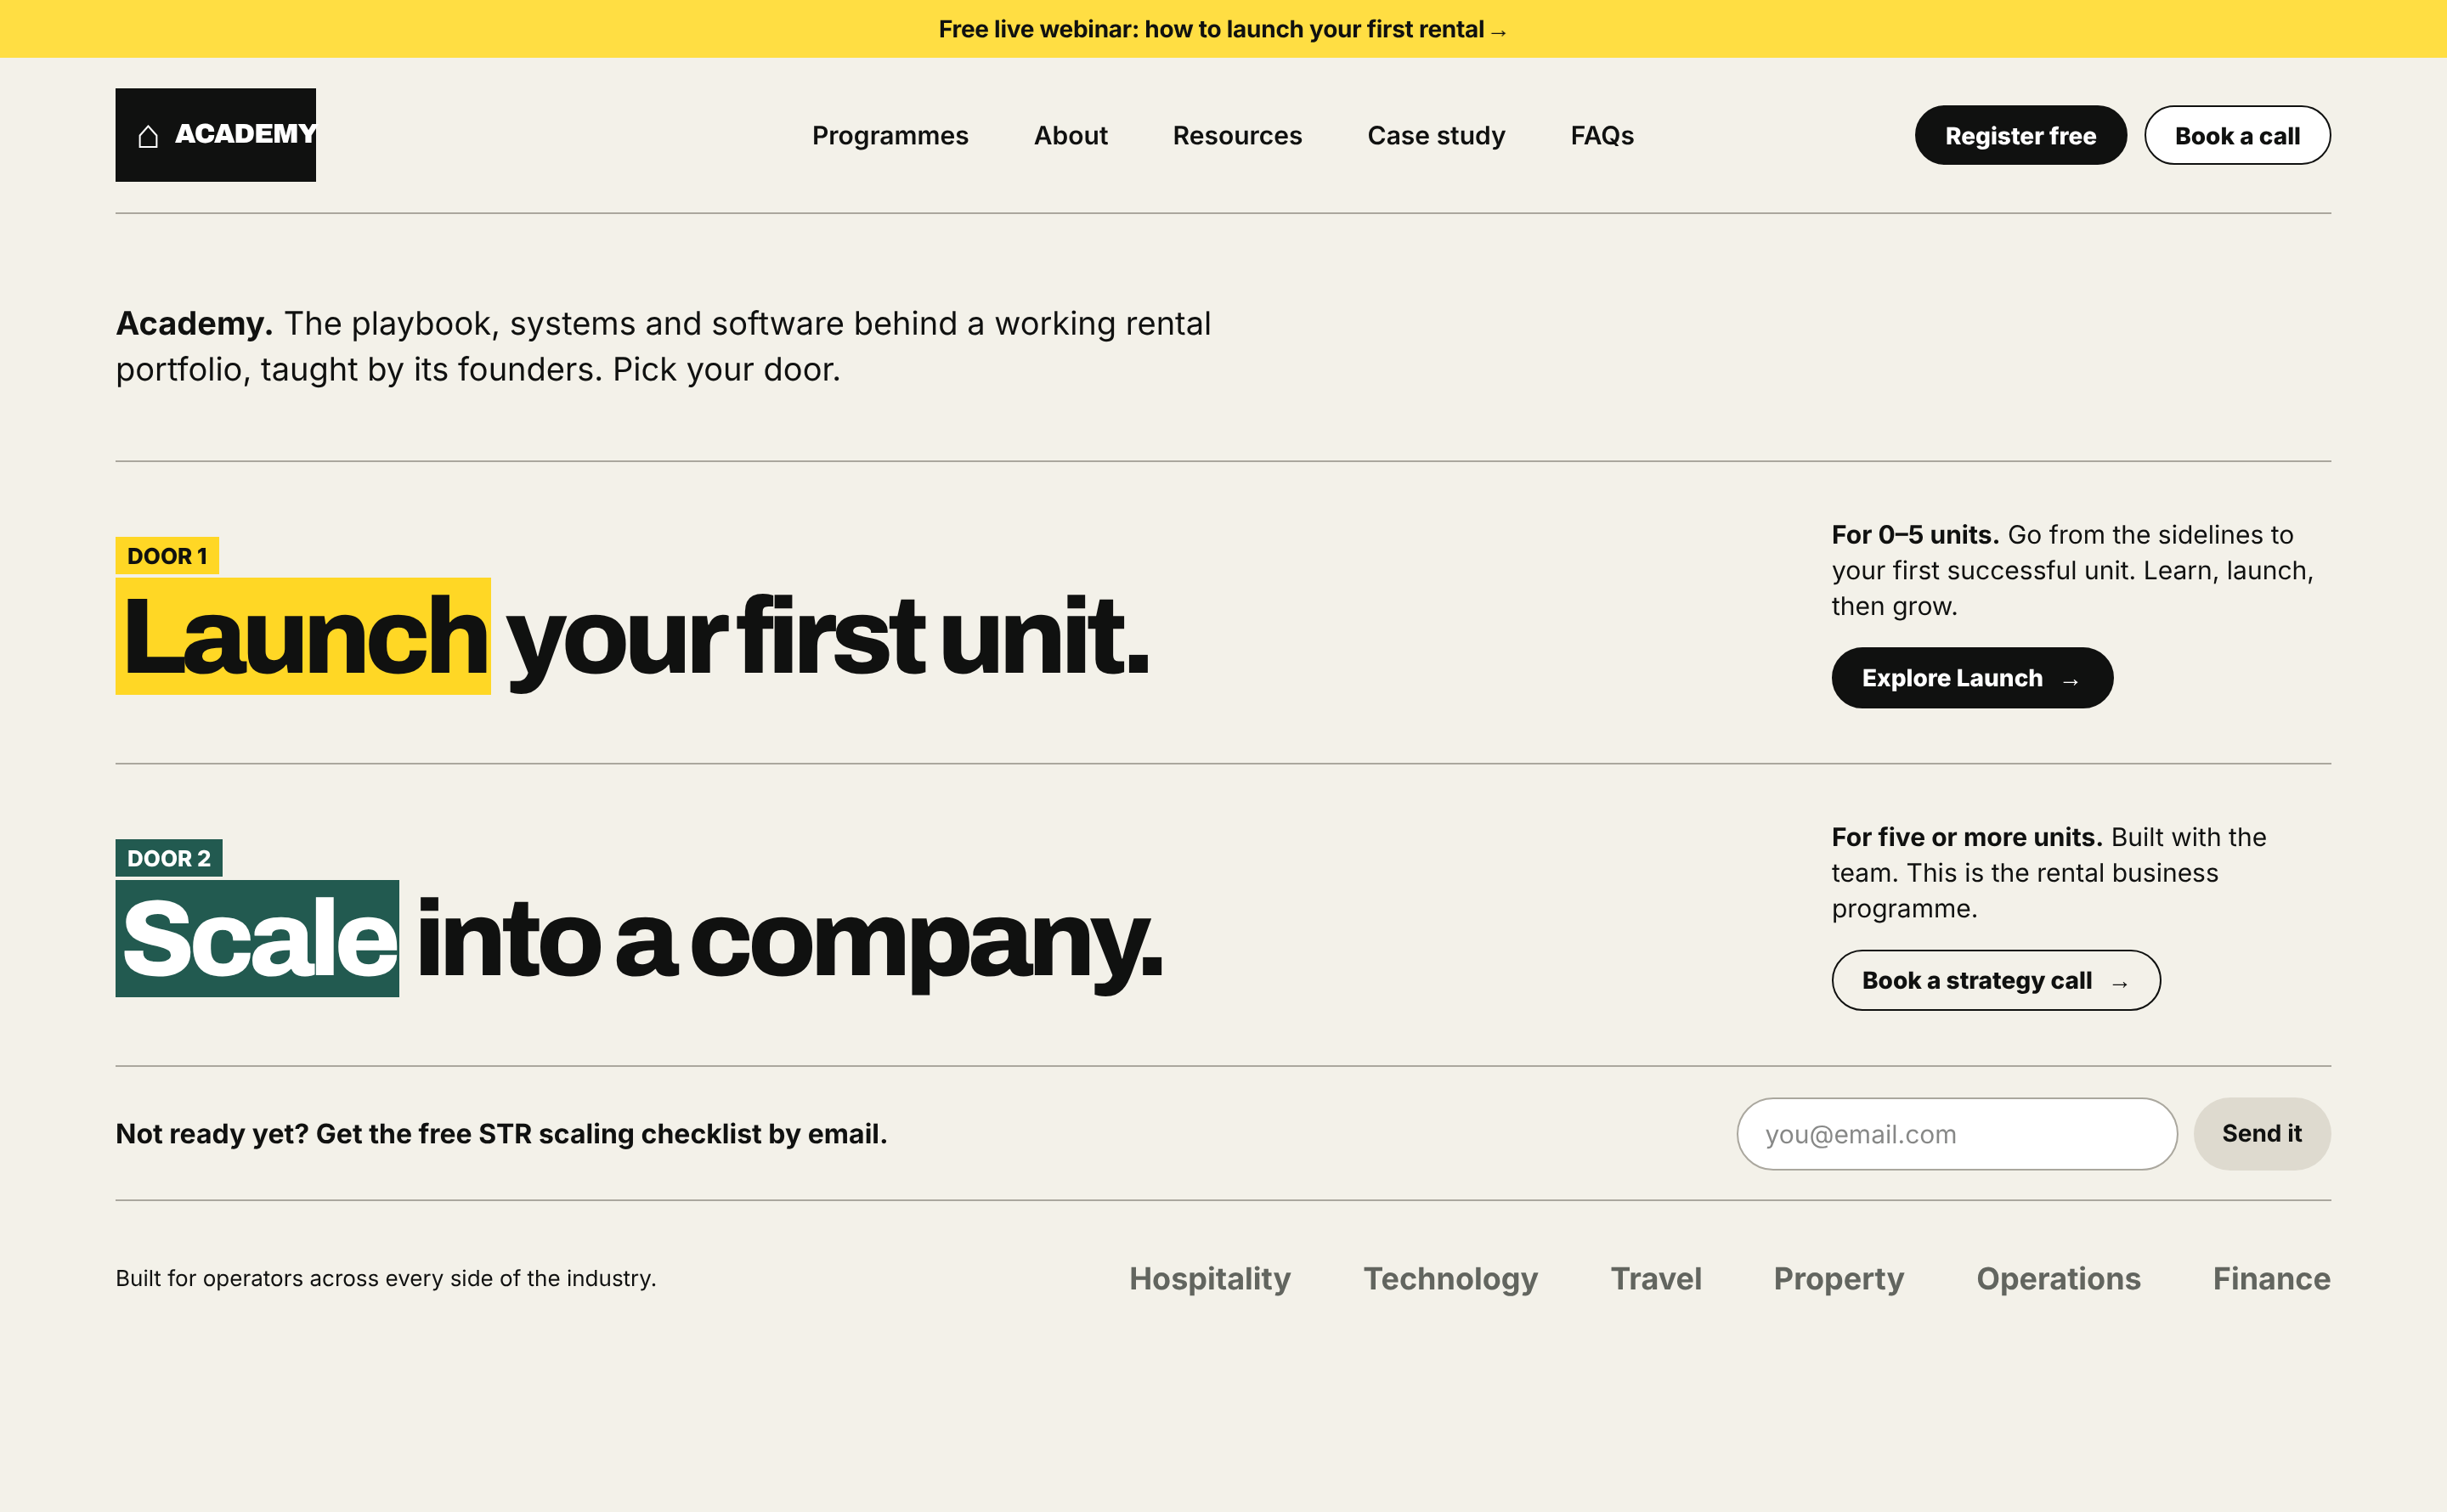 Free live webinar: how to launch your first rental →
⌂ ACADEMY
Programmes
About
Resources
Case study
FAQs
Register free
Book a call
Academy. The playbook, systems and software behind a working rental
portfolio, taught by its founders. Pick your door.
DOOR 1
Launch your first unit.
For 0–5 units. Go from the sidelines to
your first successful unit. Learn, launch,
then grow.
Explore Launch →
DOOR 2
Scale into a company.
For five or more units. Built with the
team. This is the rental business
programme.
Book a strategy call →
Not ready yet? Get the free STR scaling checklist by email.
you@email.com
Send it
Built for operators across every side of the industry.
Hospitality
Technology
Travel
Property
Operations
Finance